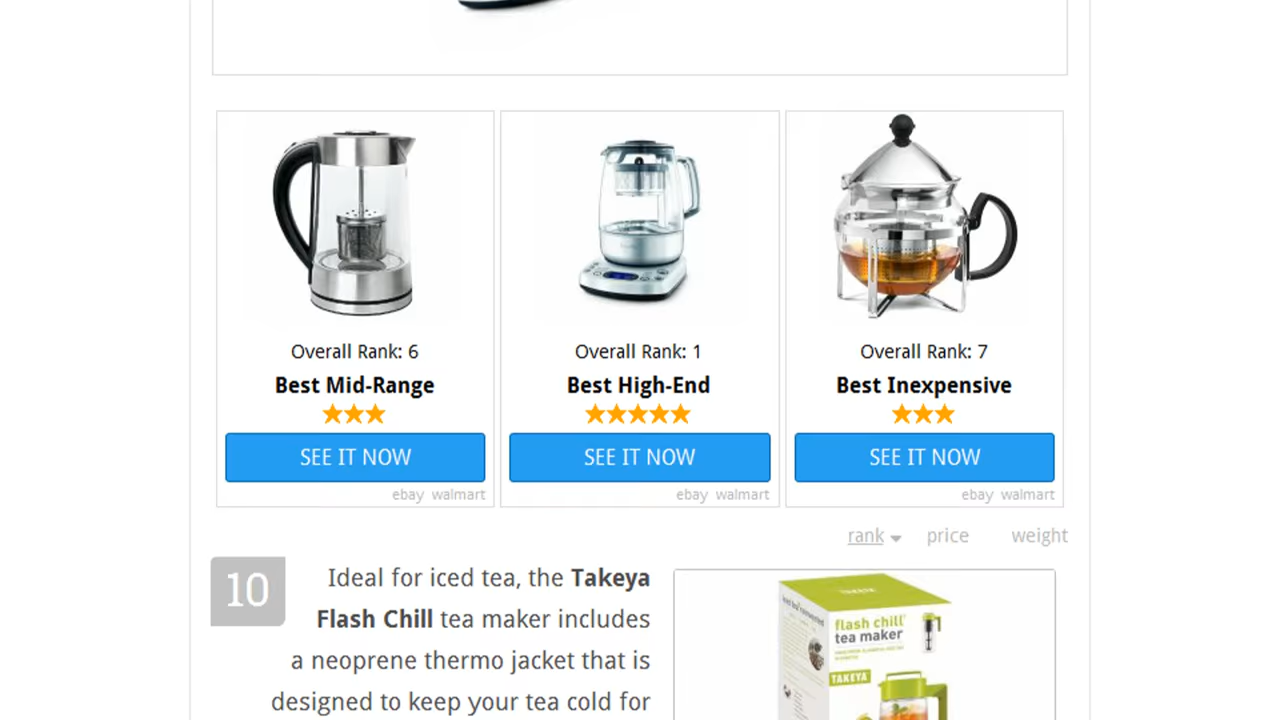 Overall Rank: 6
Best Mid-Range
SEE IT NOW
ebay walmart
Overall Rank: 1
Best High-End
SEE IT NOW
ebay walmart
Overall Rank: 7
Best Inexpensive
SEE IT NOW
ebay walmart
rank price weight
10
Ideal for iced tea, the Takeya
Flash Chill tea maker includes
a neoprene thermo jacket that is
designed to keep your tea cold for
flash chill
tea maker
TAKEYA